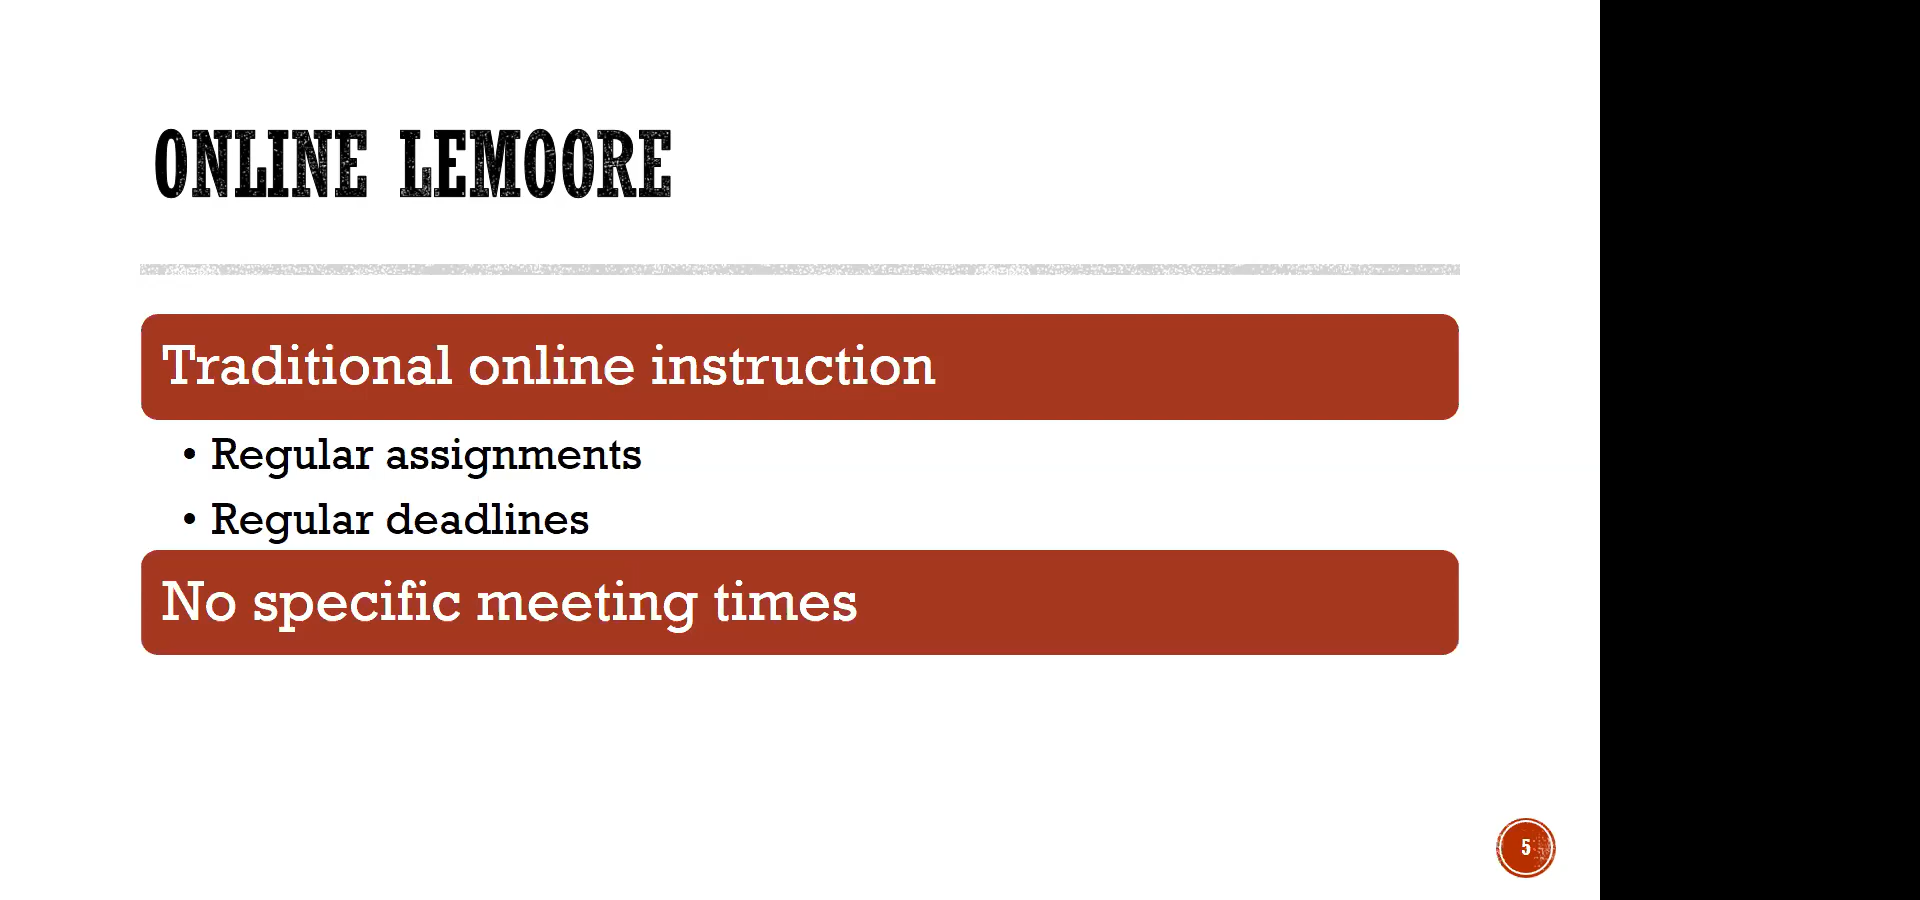 ONLINE LEMOORE
Traditional online instruction
• Regular assignments
• Regular deadlines
No specific meeting times
5